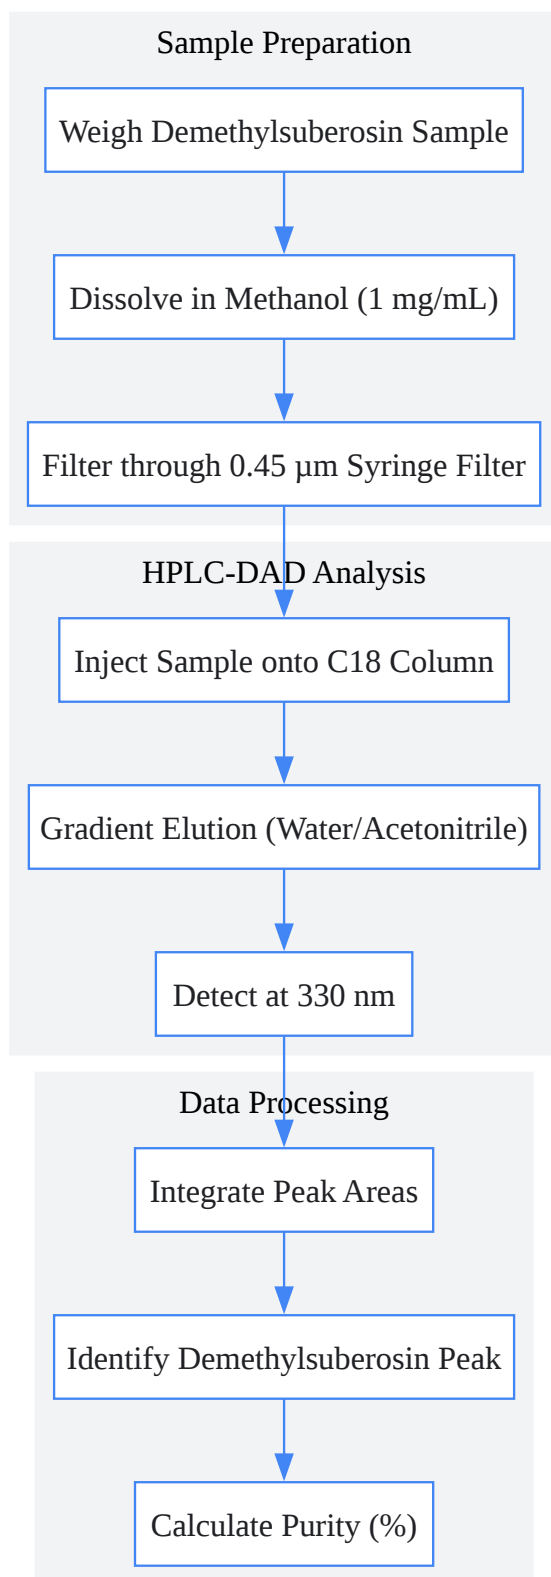 Sample Preparation
Weigh Demethylsuberosin Sample
Dissolve in Methanol (1 mg/mL)
Filter through 0.45 µm Syringe Filter
HPLC-DAD Analysis
Inject Sample onto C18 Column
Gradient Elution (Water/Acetonitrile)
Detect at 330 nm
Data Processing
Integrate Peak Areas
Identify Demethylsuberosin Peak
Calculate Purity (%)